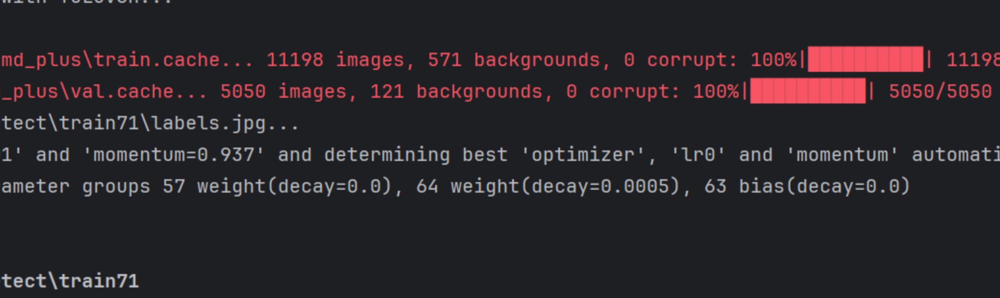 with YOLOv8n...
md_plus\train.cache... 11198 images, 571 backgrounds, 0 corrupt: 100%|██████████| 11198
_plus\val.cache... 5050 images, 121 backgrounds, 0 corrupt: 100%|██████████| 5050/5050
tect\train71\labels.jpg...
1' and 'momentum=0.937' and determining best 'optimizer', 'lr0' and 'momentum' automati
ameter groups 57 weight(decay=0.0), 64 weight(decay=0.0005), 63 bias(decay=0.0)
tect\train71